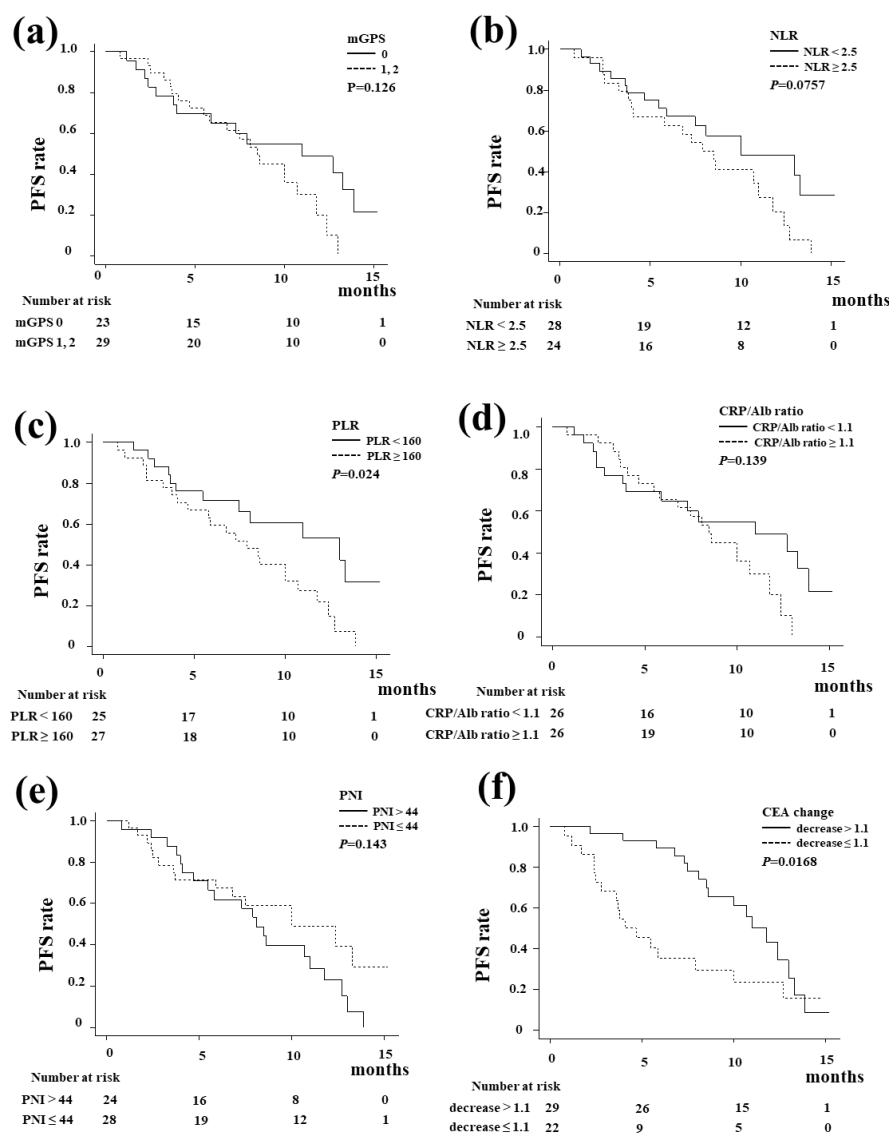 (a)
mGPS
0
1, 2
P=0.126
1.0
0.8
0.6
0.4
0.2
0
PFS rate
0 5 10 15
months
Number at risk
mGPS 0 23 15 10 1
mGPS 1, 2 29 20 10 0
(b)
NLR
NLR < 2.5
NLR ≥ 2.5
P=0.0757
1.0
0.8
0.6
0.4
0.2
0
PFS rate
0 5 10 15
months
Number at risk
NLR < 2.5 28 19 12 1
NLR ≥ 2.5 24 16 8 0
(c)
PLR
PLR < 160
PLR ≥ 160
P=0.024
1.0
0.8
0.6
0.4
0.2
0
PFS rate
0 5 10 15
months
Number at risk
PLR < 160 25 17 10 1
PLR ≥ 160 27 18 10 0
(d)
CRP/Alb ratio
CRP/Alb ratio < 1.1
CRP/Alb ratio ≥ 1.1
P=0.139
1.0
0.8
0.6
0.4
0.2
0
PFS rate
0 5 10 15
months
Number at risk
CRP/Alb ratio < 1.1 26 16 10 1
CRP/Alb ratio ≥ 1.1 26 19 10 0
(e)
PNI
PNI > 44
PNI ≤ 44
P=0.143
1.0
0.8
0.6
0.4
0.2
0
PFS rate
0 5 10 15
months
Number at risk
PNI > 44 24 16 8 0
PNI ≤ 44 28 19 12 1
(f)
CEA change
decrease > 1.1
decrease ≤ 1.1
P=0.0168
1.0
0.8
0.6
0.4
0.2
0
PFS rate
0 5 10 15
months
Number at risk
decrease > 1.1 29 26 15 1
decrease ≤ 1.1 22 9 5 0